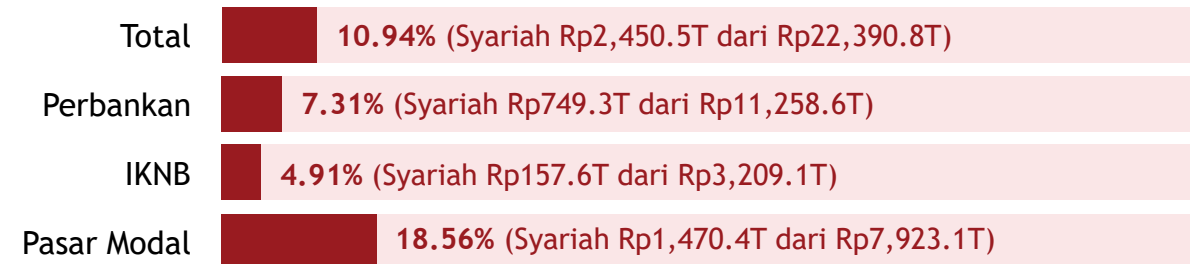 Total 10.94% (Syariah Rp2,450.5T dari Rp22,390.8T)
Perbankan 7.31% (Syariah Rp749.3T dari Rp11,258.6T)
IKNB 4.91% (Syariah Rp157.6T dari Rp3,209.1T)
Pasar Modal 18.56% (Syariah Rp1,470.4T dari Rp7,923.1T)